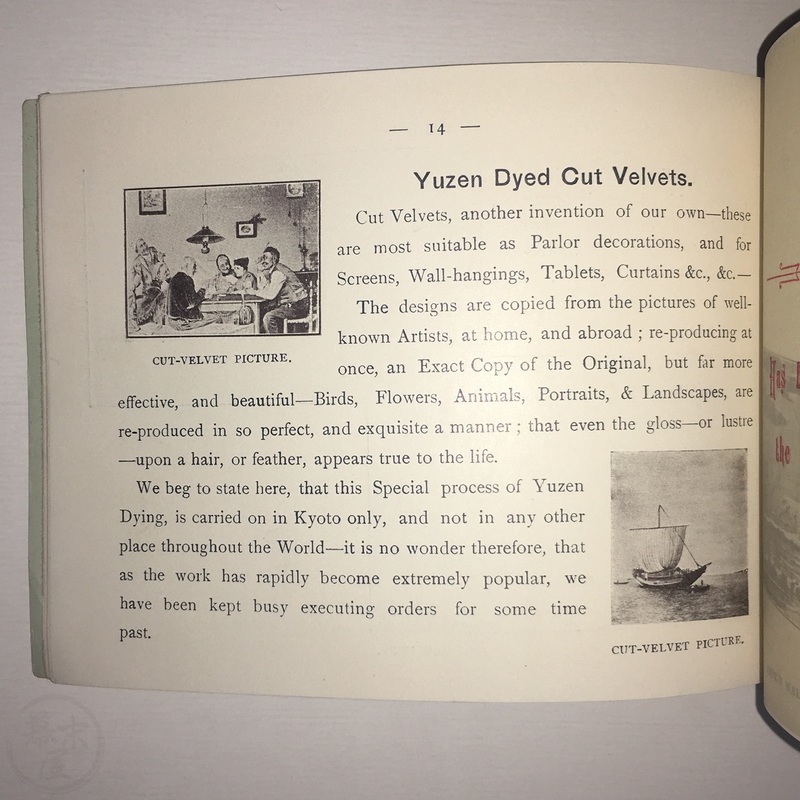 — 14 —
Yuzen Dyed Cut Velvets.
Cut Velvets, another invention of our own—these
are most suitable as Parlor decorations, and for
Screens, Wall-hangings, Tablets, Curtains &c., &c.—
The designs are copied from the pictures of well-
known Artists, at home, and abroad ; re-producing at
once, an Exact Copy of the Original, but far more
CUT-VELVET PICTURE.
effective, and beautiful—Birds, Flowers, Animals, Portraits, & Landscapes, are
re-produced in so perfect, and exquisite a manner ; that even the gloss—or lustre
—upon a hair, or feather, appears true to the life.
We beg to state here, that this Special process of Yuzen
Dying, is carried on in Kyoto only, and not in any other
place throughout the World—it is no wonder therefore, that
as the work has rapidly become extremely popular, we
have been kept busy executing orders for some time
past.
CUT-VELVET PICTURE.
Has
the